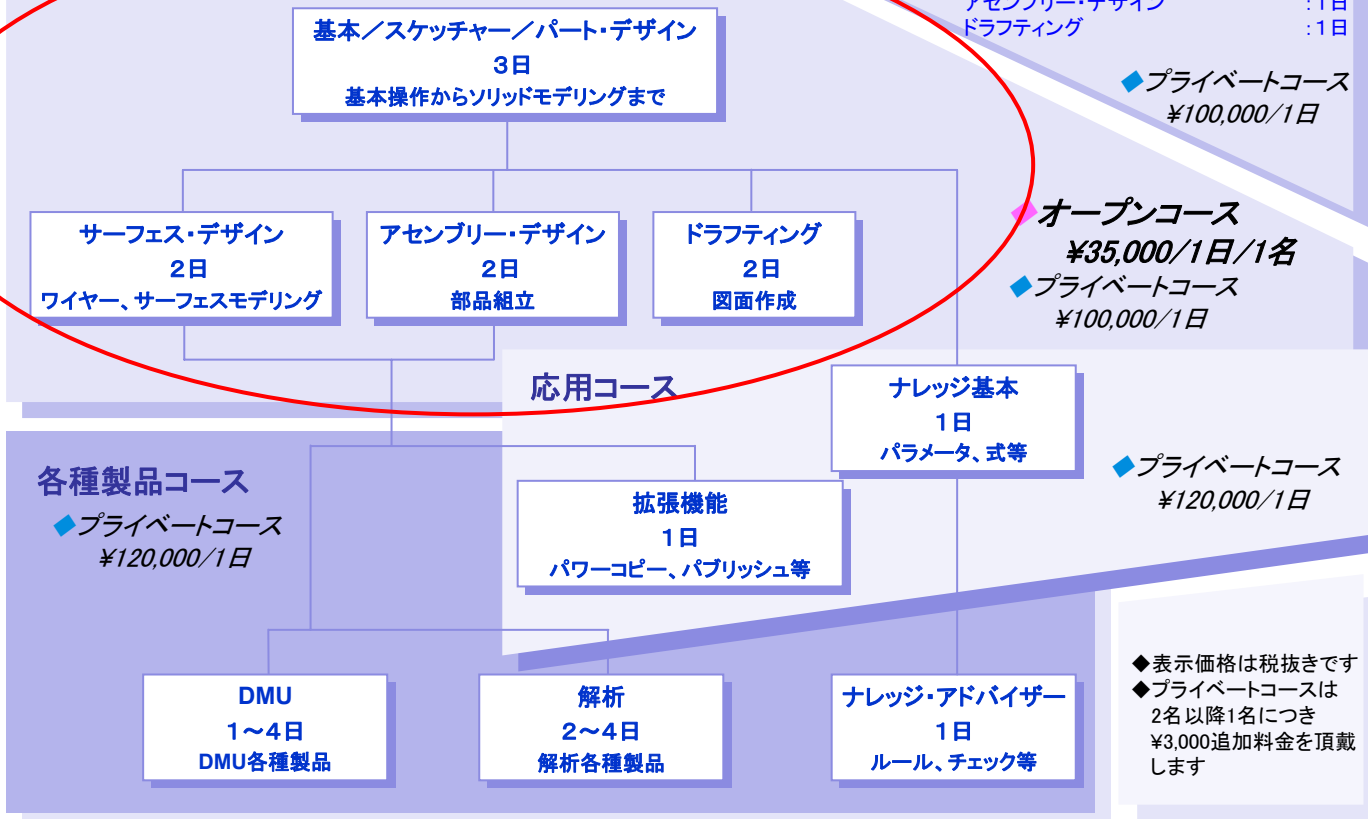 アセンブリー・デザイン :1日
ドラフティング :1日
◆プライベートコース
¥100,000/1日
基本/スケッチャー/パート・デザイン
3日
基本操作からソリッドモデリングまで
サーフェス・デザイン
2日
ワイヤー、サーフェスモデリング
アセンブリー・デザイン
2日
部品組立
ドラフティング
2日
図面作成
◆オープンコース
¥35,000/1日/1名
◆プライベートコース
¥100,000/1日
応用コース
ナレッジ基本
1日
パラメータ、式等
◆プライベートコース
¥120,000/1日
拡張機能
1日
パワーコピー、パブリッシュ等
各種製品コース
◆プライベートコース
¥120,000/1日
DMU
1~4日
DMU各種製品
解析
2~4日
解析各種製品
ナレッジ・アドバイザー
1日
ルール、チェック等
◆表示価格は税抜きです
◆プライベートコースは
2名以降1名につき
¥3,000追加料金を頂戴
します